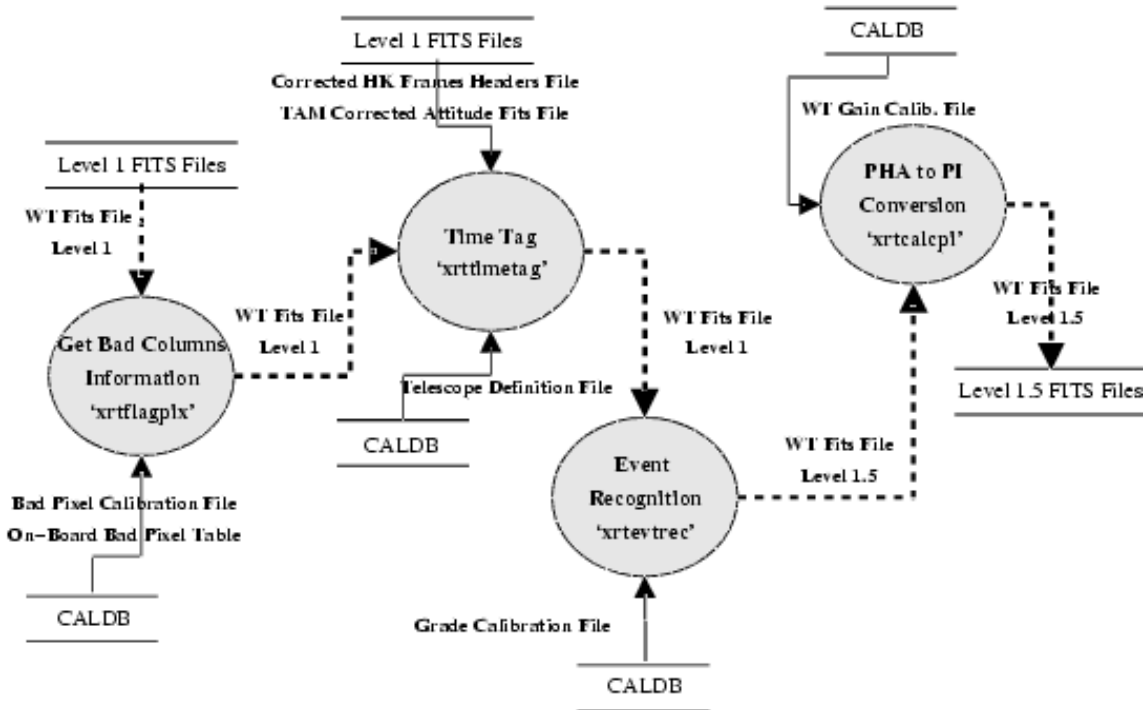 Level 1 FITS Files
Corrected HK Frames Headers File
TAM Corrected Attitude Fits File
CALDB
WT Gain Calib. File
Level 1 FITS Files
WT Fits File
Level 1
Time Tag
‘xrttimetag’
PHA to PI
Conversion
‘xrtcalcpi’
Get Bad Columns
Information
‘xrtflagpix’
WT Fits File
Level 1
WT Fits File
Level 1
WT Fits File
Level 1.5
Level 1.5 FITS Files
Telescope Definition File
CALDB
Event
Recognition
‘xrtevtrec’
WT Fits File
Level 1.5
Bad Pixel Calibration File
On-Board Bad Pixel Table
CALDB
Grade Calibration File
CALDB